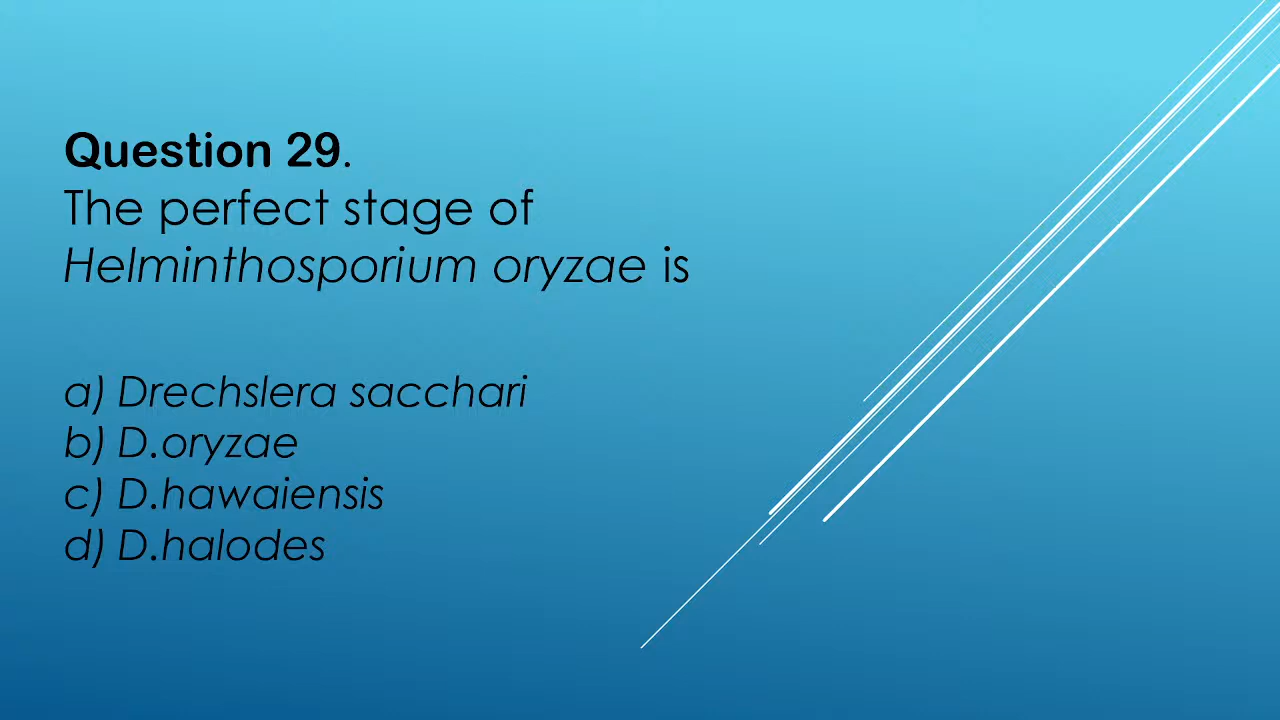 Question 29.
The perfect stage of
Helminthosporium oryzae is
a) Drechslera sacchari
b) D.oryzae
c) D.hawaiensis
d) D.halodes